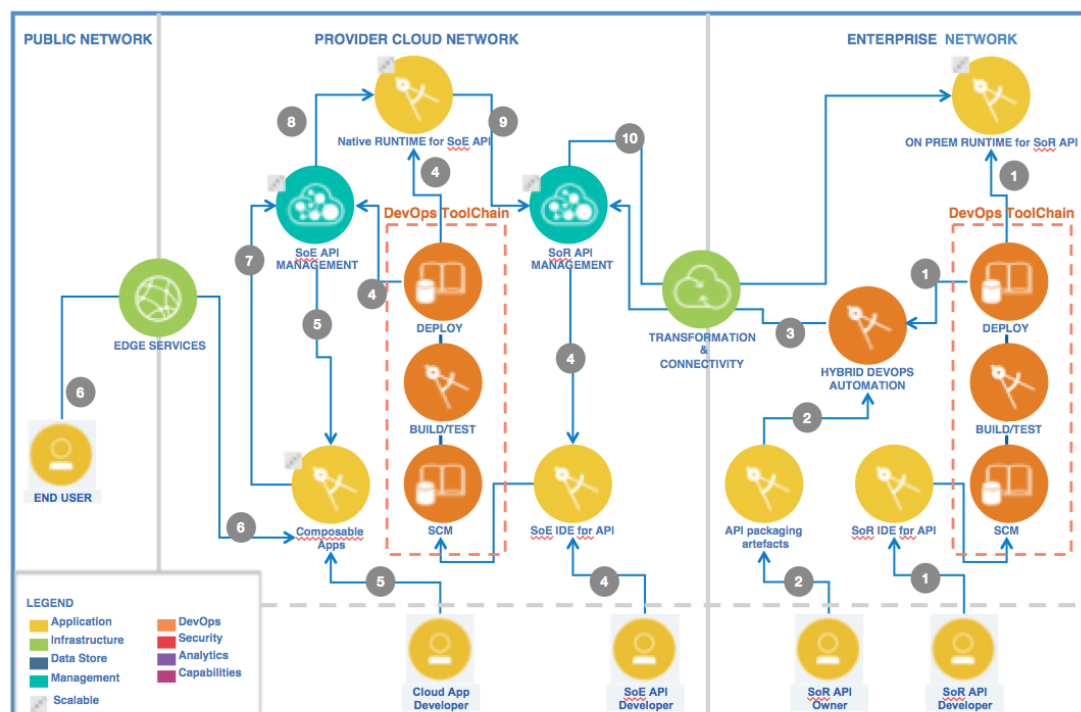 PUBLIC NETWORK
PROVIDER CLOUD NETWORK
ENTERPRISE NETWORK
8
9
10
Native RUNTIME for SoE API
ON PREM RUNTIME for SoR API
4
1
DevOps ToolChain
DevOps ToolChain
SoE API
MANAGEMENT
SoR API
MANAGEMENT
7
4
1
5
DEPLOY
3
DEPLOY
EDGE SERVICES
TRANSFORMATION
&
CONNECTIVITY
4
HYBRID DEVOPS
AUTOMATION
6
2
BUILD/TEST
BUILD/TEST
END USER
6
Composable
Apps
SCM
SoE IDE for API
API packaging
artefacts
SoR IDE for API
SCM
5
4
2
1
LEGEND
Application
Infrastructure
Data Store
Management
Scalable
DevOps
Security
Analytics
Capabilities
Cloud App
Developer
SoE API
Developer
SoR API
Owner
SoR API
Developer